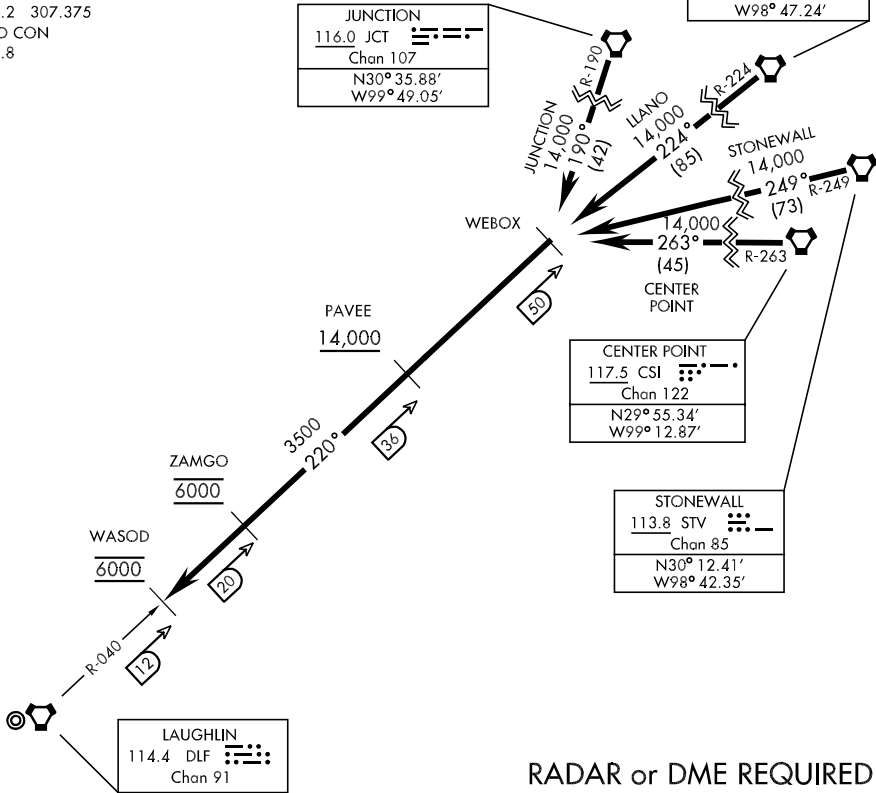 .2 307.375
D CON
.8
JUNCTION
116.0 JCT
Chan 107
N30° 35.88'
W99° 49.05'
W98° 47.24'
R-190
R-224
JUNCTION
14,000
190°
(42)
LLANO
14,000
224°
(85)
STONEWALL
14,000
249°
R-249
(73)
WEBOX
14,000
263°
R-263
(45)
CENTER
POINT
50
PAVEE
14,000
CENTER POINT
117.5 CSI
Chan 122
N29° 55.34'
W99° 12.87'
36
3500
220°
ZAMGO
6000
STONEWALL
113.8 STV
Chan 85
N30° 12.41'
W98° 42.35'
WASOD
6000
20
R-040
12
LAUGHLIN
114.4 DLF
Chan 91
RADAR or DME REQUIRED